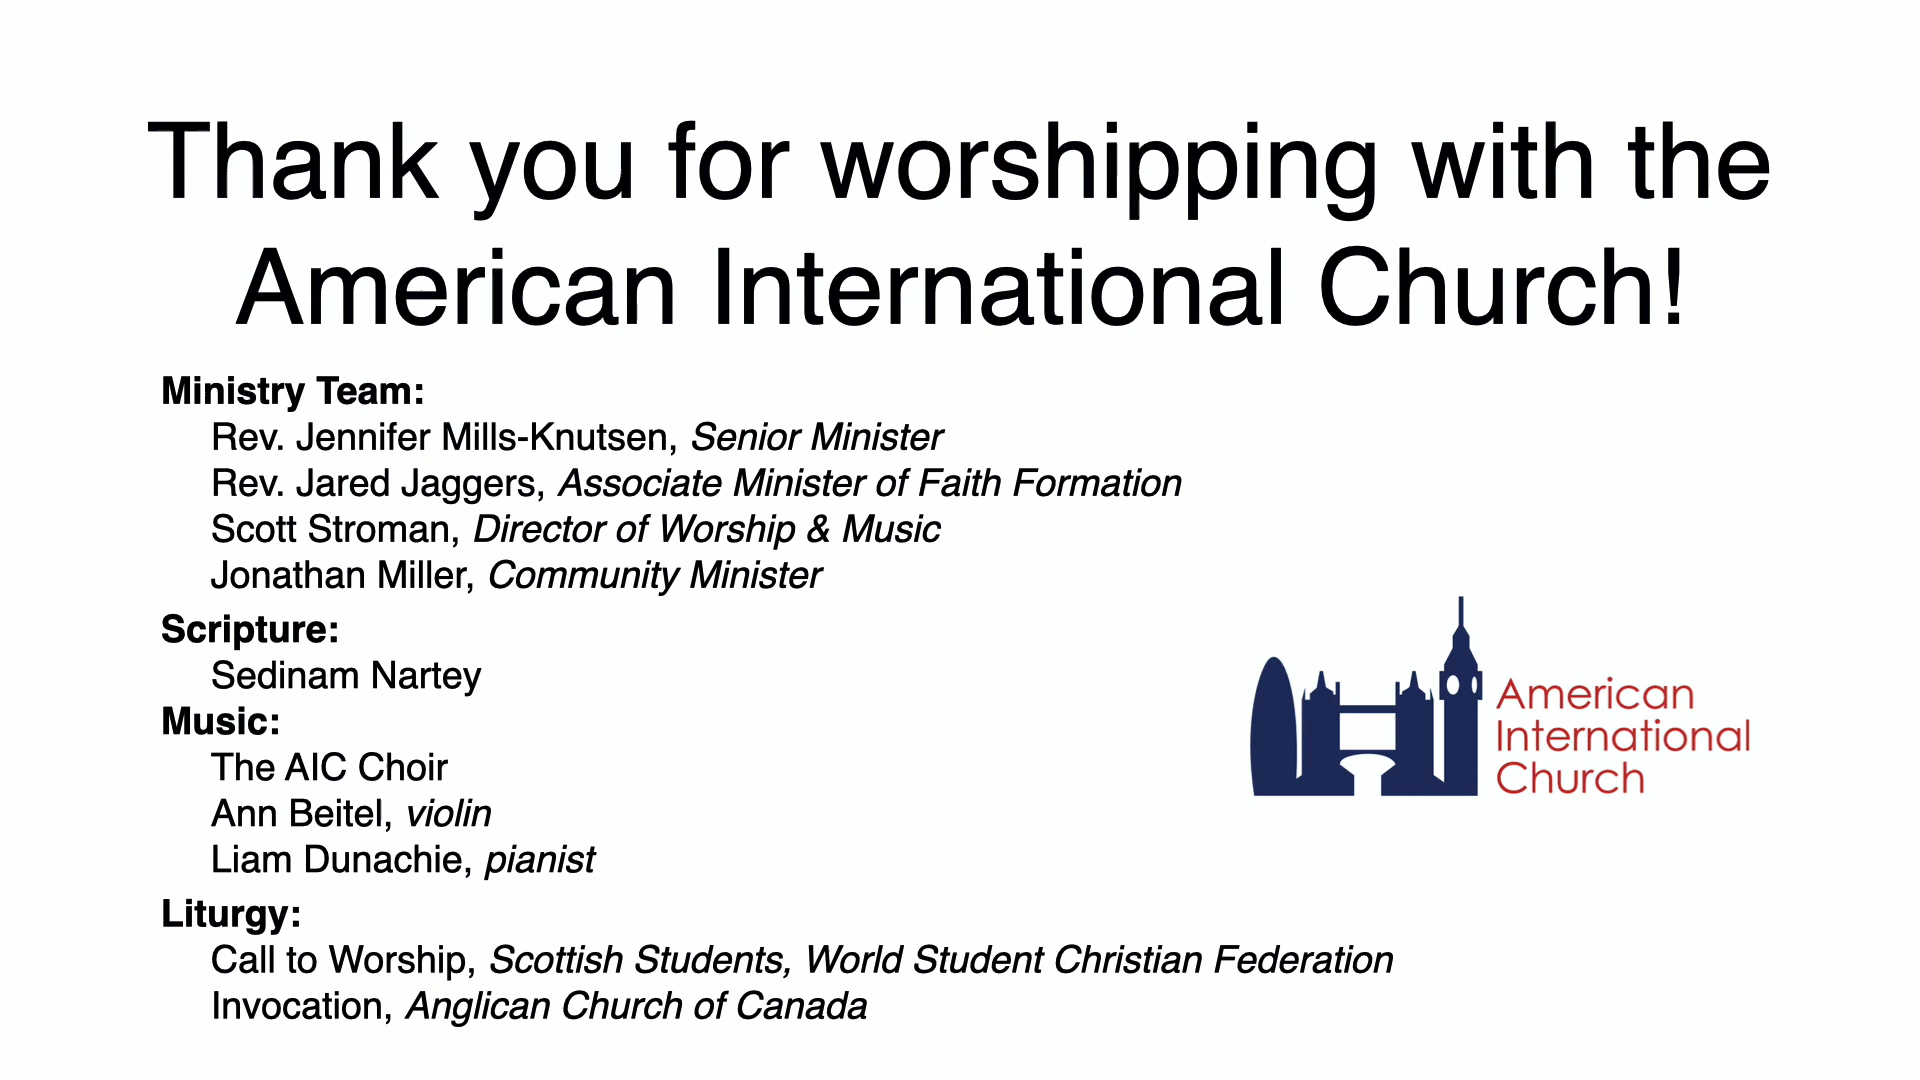 Thank you for worshipping with the
American International Church!
Ministry Team:
Rev. Jennifer Mills-Knutsen, Senior Minister
Rev. Jared Jaggers, Associate Minister of Faith Formation
Scott Stroman, Director of Worship & Music
Jonathan Miller, Community Minister
Scripture:
Sedinam Nartey
Music:
The AIC Choir
Ann Beitel, violin
Liam Dunachie, pianist
Liturgy:
Call to Worship, Scottish Students, World Student Christian Federation
Invocation, Anglican Church of Canada
American
International
Church